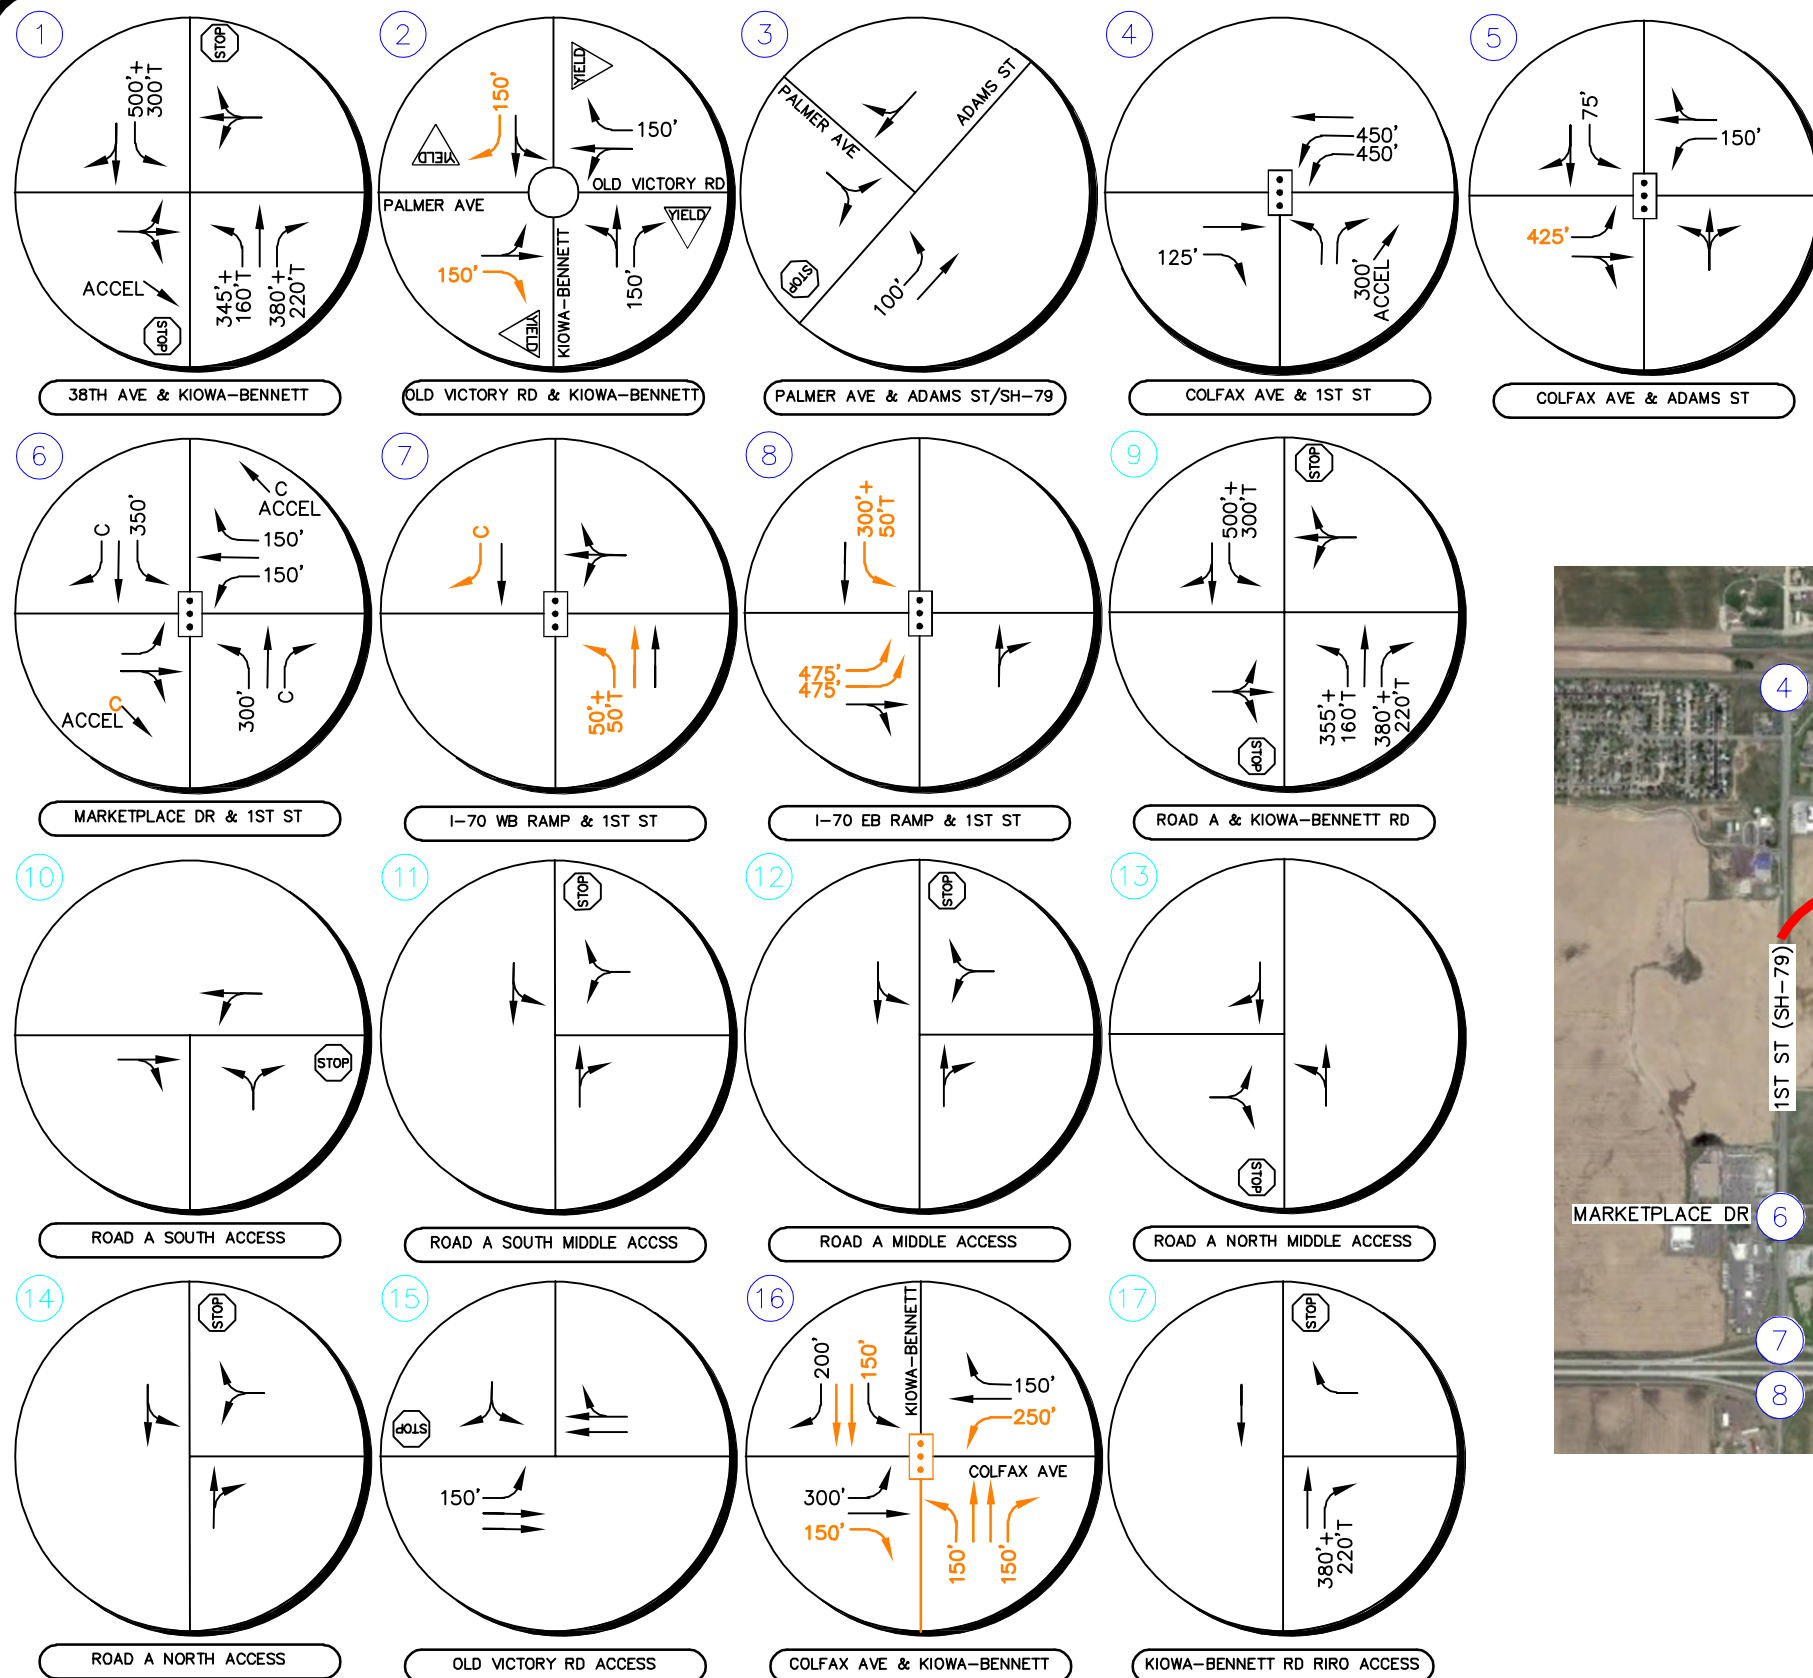 1
500'+
300'T
STOP
ACCEL
STOP
345'+
160'T
380'+
220'T
38TH AVE & KIOWA-BENNETT
2
150'
YIELD
YIELD
150'
OLD VICTORY RD
PALMER AVE
150'
KIOWA-BENNETT
YIELD
YIELD
150'
OLD VICTORY RD & KIOWA-BENNETT
3
PALMER AVE
ADAMS ST
STOP
100'
PALMER AVE & ADAMS ST/SH-79
4
450'
450'
125'
300'
ACCEL
COLFAX AVE & 1ST ST
5
75'
150'
425'
COLFAX AVE & ADAMS ST
6
C
350'
C
ACCEL
150'
150'
C
ACCEL
300'
C
MARKETPLACE DR & 1ST ST
7
C
50'+
50'T
I-70 WB RAMP & 1ST ST
8
300'+
50'T
475'
475'
I-70 EB RAMP & 1ST ST
9
500'+
300'T
STOP
STOP
355'+
160'T
380'+
220'T
ROAD A & KIOWA-BENNETT RD
10
STOP
ROAD A SOUTH ACCESS
11
STOP
ROAD A SOUTH MIDDLE ACCSS
12
STOP
ROAD A MIDDLE ACCESS
13
STOP
ROAD A NORTH MIDDLE ACCESS
14
STOP
ROAD A NORTH ACCESS
15
STOP
150'
OLD VICTORY RD ACCESS
16
200'
150'
KIOWA-BENNETT
150'
250'
COLFAX AVE
300'
150'
150'
150'
COLFAX AVE & KIOWA-BENNETT
17
STOP
380'+
220'T
KIOWA-BENNETT RD RIRO ACCESS
4
1ST ST (SH-79)
MARKETPLACE DR
6
7
8